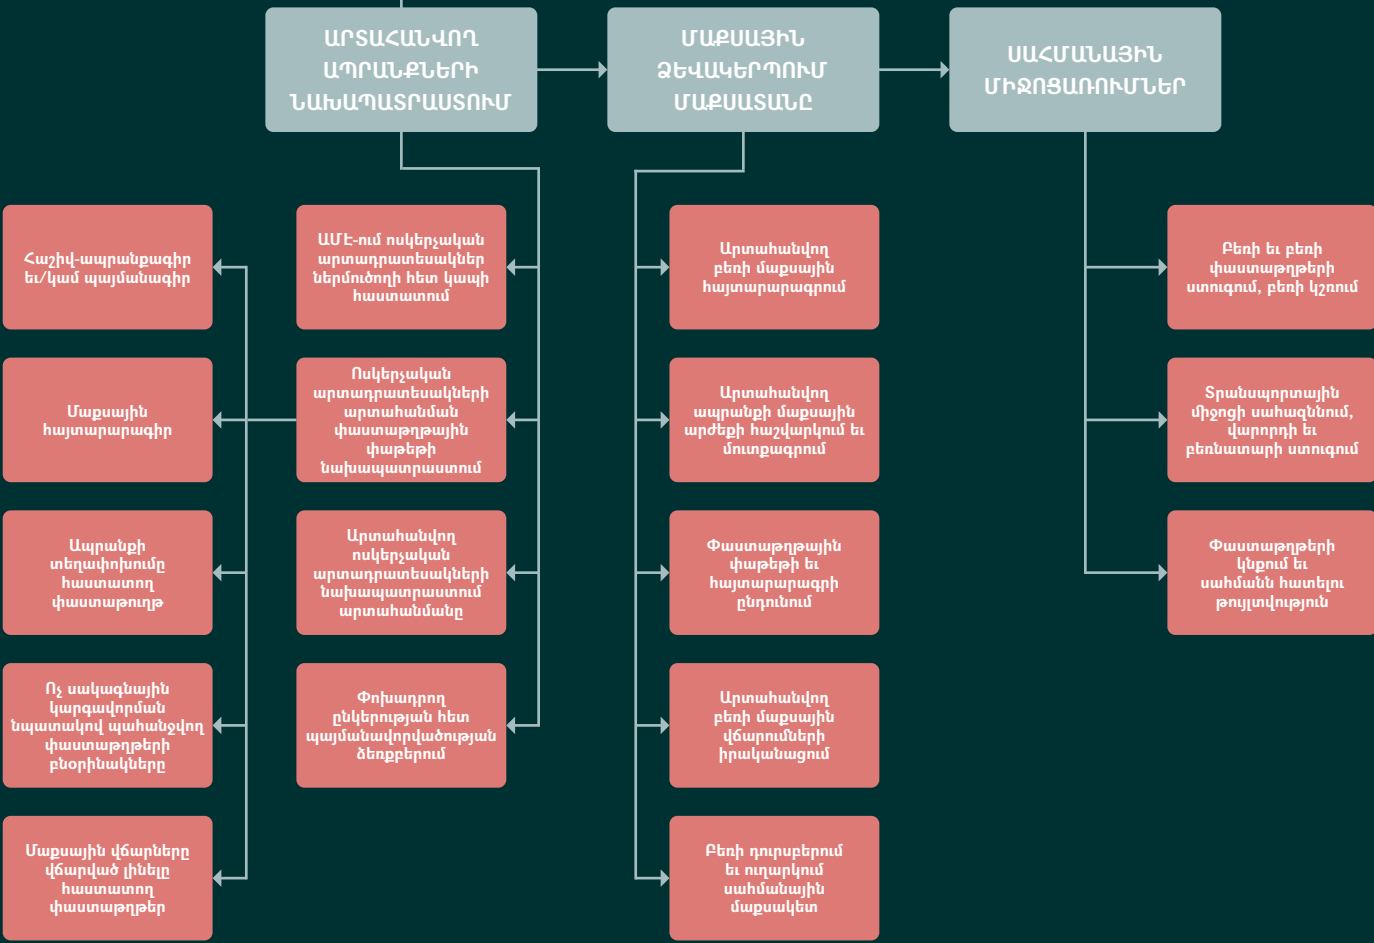 ԱՐՏԱՀԱՆՎՈՂ
ԱՊՐԱՆՔՆԵՐԻ
ՆԱԽԱՊԱՏՐԱՍՏՈՒՄ
ՄԱՔՍԱՅԻՆ
ՁԵՎԱԿԵՐՊՈՒՄ
ՄԱՔՍԱՏԱՆԸ
ՍԱՀՄԱՆԱՅԻՆ
ՄԻՋՈՑԱՌՈՒՄՆԵՐ
Հաշիվ-ապրանքագիր
եւ/կամ պայմանագիր
Մաքսային
հայտարարագիր
Ապրանքի
տեղափոխումը
հաստատող
փաստաթուղթ
Ոչ սակագնային
կարգավորման
նպատակով պահանջվող
փաստաթղթերի
բնօրինակները
Մաքսային վճարները
վճարված լինելը
հաստատող
փաստաթղթեր
ԱՄԷ-ում ոսկերչական
արտադրատեսակներ
ներմուծողի հետ կապի
հաստատում
Ոսկերչական
արտադրատեսակների
արտահանման
փաստաթղթային
փաթեթի
նախապատրաստում
Արտահանվող
ոսկերչական
արտադրատեսակների
նախապատրաստում
արտահանմանը
Փոխադրող
ընկերության հետ
պայմանավորվածության
ձեռքբերում
Արտահանվող
բեռի մաքսային
հայտարարագրում
Արտահանվող
ապրանքի մաքսային
արժեքի հաշվարկում եւ
մուտքագրում
Փաստաթղթային
փաթեթի եւ
հայտարարագրի
ընդունում
Արտահանվող
բեռի մաքսային
վճարումների
իրականացում
Բեռի դուրսբերում
եւ ուղարկում
սահմանային
մաքսակետ
Բեռի եւ բեռի
փաստաթղթերի
ստուգում, բեռի կշռում
Տրանսպորտային
միջոցի սահազննում,
վարորդի եւ
բեռնատարի ստուգում
Փաստաթղթերի
կնքում եւ
սահմանն հատելու
թույլտվություն